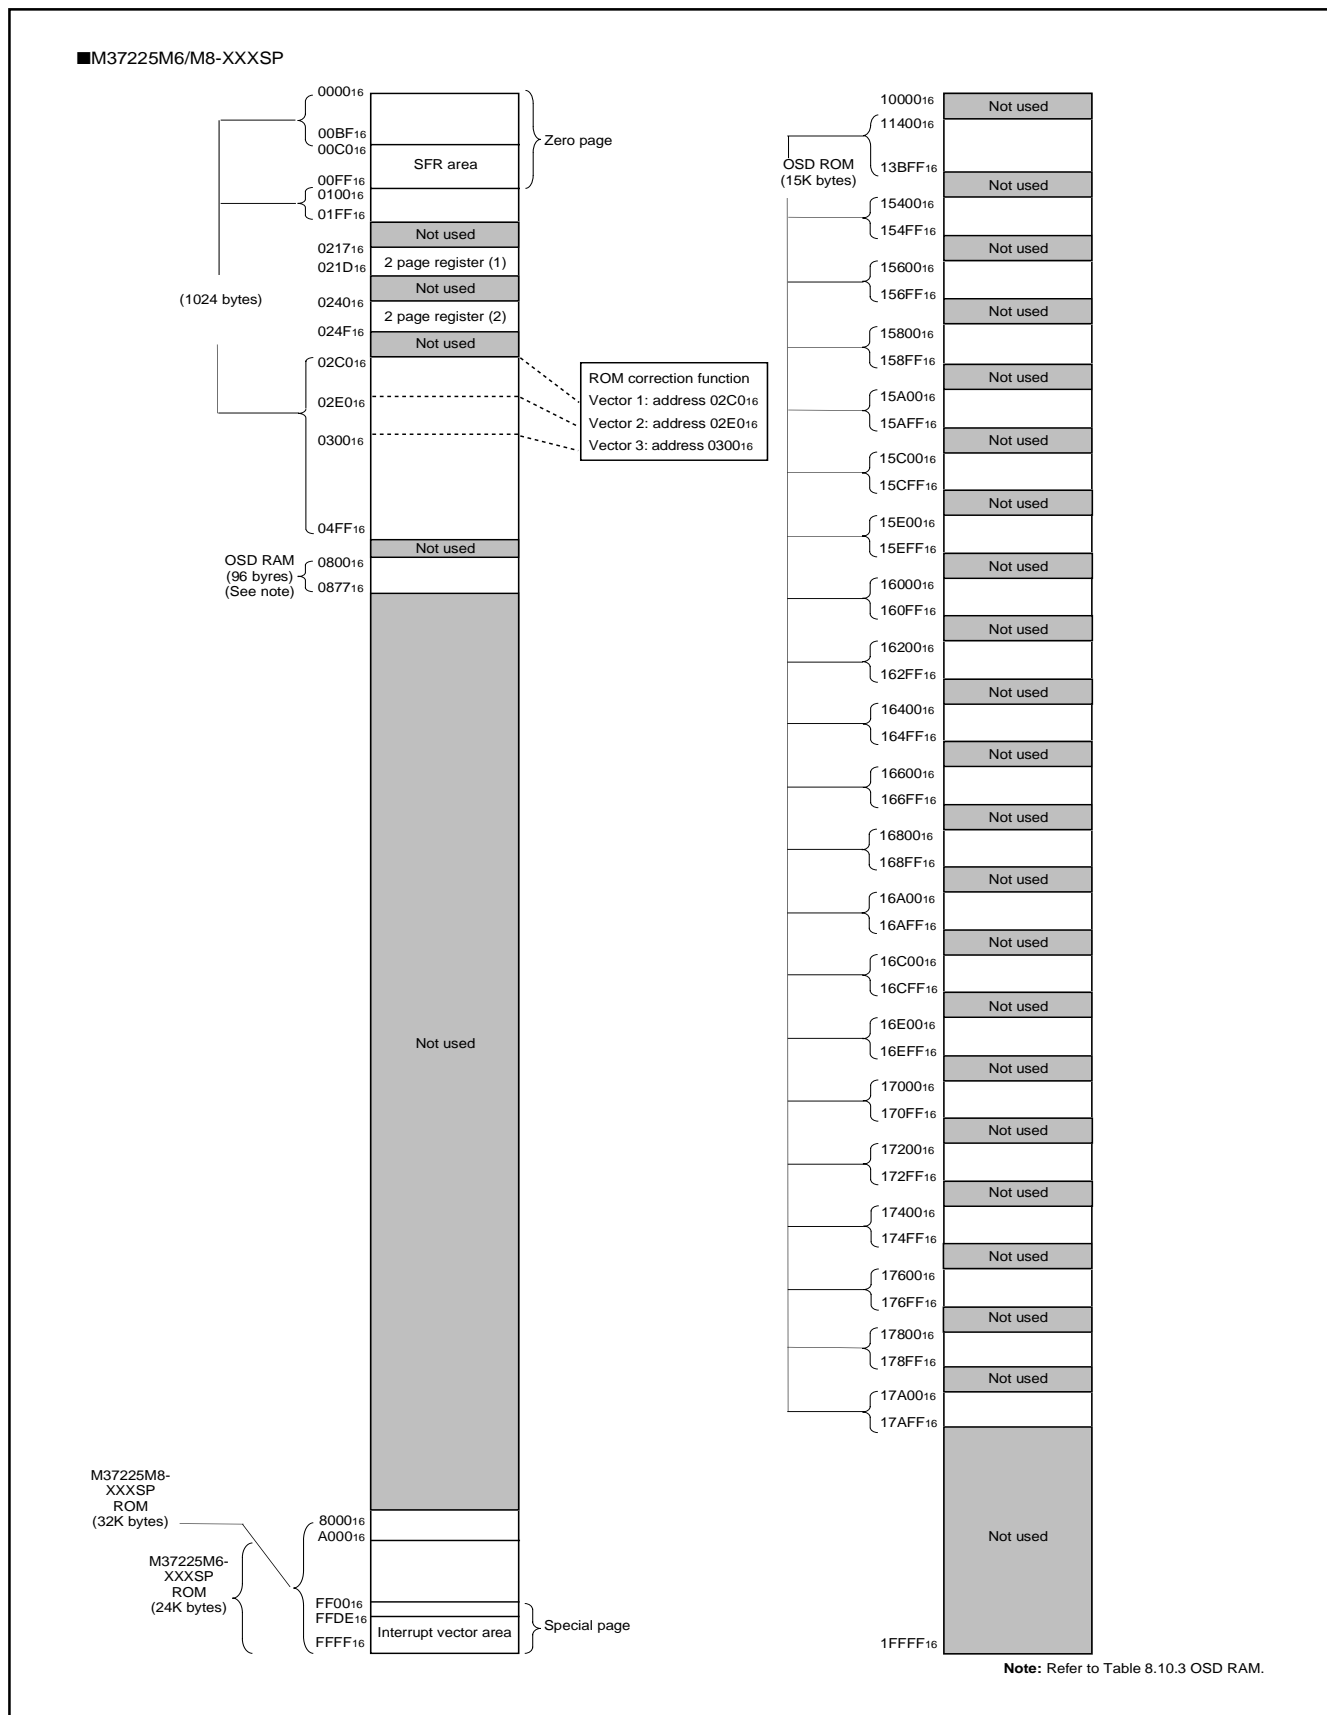 ■M37225M6/M8-XXXSP
0000₁₆
00BF₁₆
00C0₁₆
SFR area
00FF₁₆
Zero page
0100₁₆
01FF₁₆
Not used
0217₁₆
021D₁₆
2 page register (1)
Not used
(1024 bytes)
0240₁₆
2 page register (2)
024F₁₆
Not used
02C0₁₆
02E0₁₆
0300₁₆
ROM correction function
Vector 1: address 02C0₁₆
Vector 2: address 02E0₁₆
Vector 3: address 0300₁₆
04FF₁₆
Not used
OSD RAM
(96 byres)
(See note)
0800₁₆
0877₁₆
Not used
M37225M8-
XXXSP
ROM
(32K bytes)
M37225M6-
XXXSP
ROM
(24K bytes)
8000₁₆
A000₁₆
FF00₁₆
FFDE₁₆
Interrupt vector area
FFFF₁₆
Special page
10000₁₆
Not used
11400₁₆
OSD ROM
(15K bytes)
13BFF₁₆
Not used
15400₁₆
154FF₁₆
Not used
15600₁₆
156FF₁₆
Not used
15800₁₆
158FF₁₆
Not used
15A00₁₆
15AFF₁₆
Not used
15C00₁₆
15CFF₁₆
Not used
15E00₁₆
15EFF₁₆
Not used
16000₁₆
160FF₁₆
Not used
16200₁₆
162FF₁₆
Not used
16400₁₆
164FF₁₆
Not used
16600₁₆
166FF₁₆
Not used
16800₁₆
168FF₁₆
Not used
16A00₁₆
16AFF₁₆
Not used
16C00₁₆
16CFF₁₆
Not used
16E00₁₆
16EFF₁₆
Not used
17000₁₆
170FF₁₆
Not used
17200₁₆
172FF₁₆
Not used
17400₁₆
174FF₁₆
Not used
17600₁₆
176FF₁₆
Not used
17800₁₆
178FF₁₆
Not used
17A00₁₆
17AFF₁₆
Not used
1FFFF₁₆
Note: Refer to Table 8.10.3 OSD RAM.